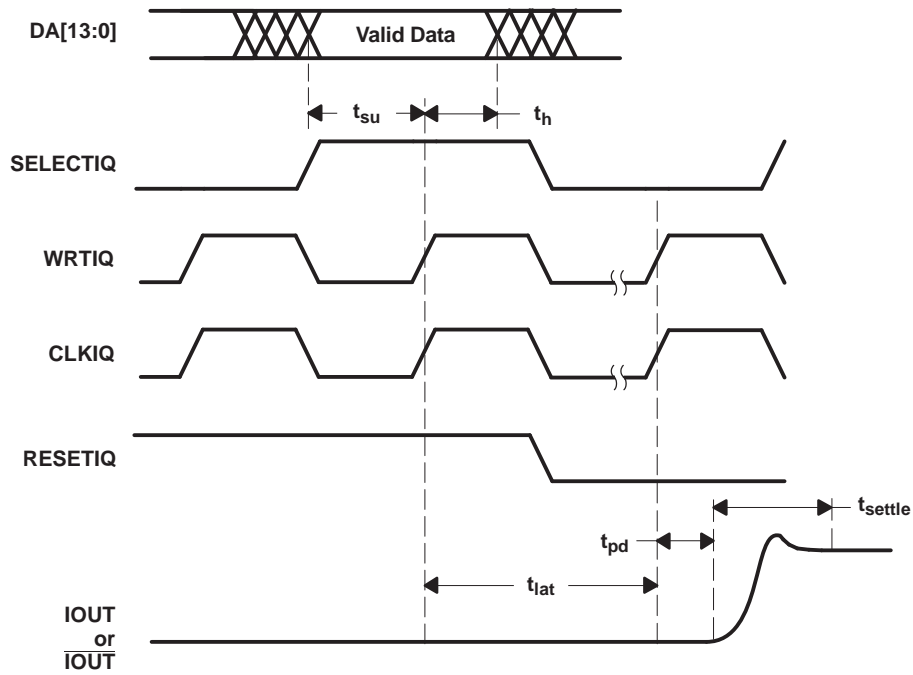 DA[13:0]
Valid Data
tsu
th
SELECTIQ
WRTIQ
CLKIQ
RESETIQ
tsettle
tpd
tlat
IOUT
or
IOUT